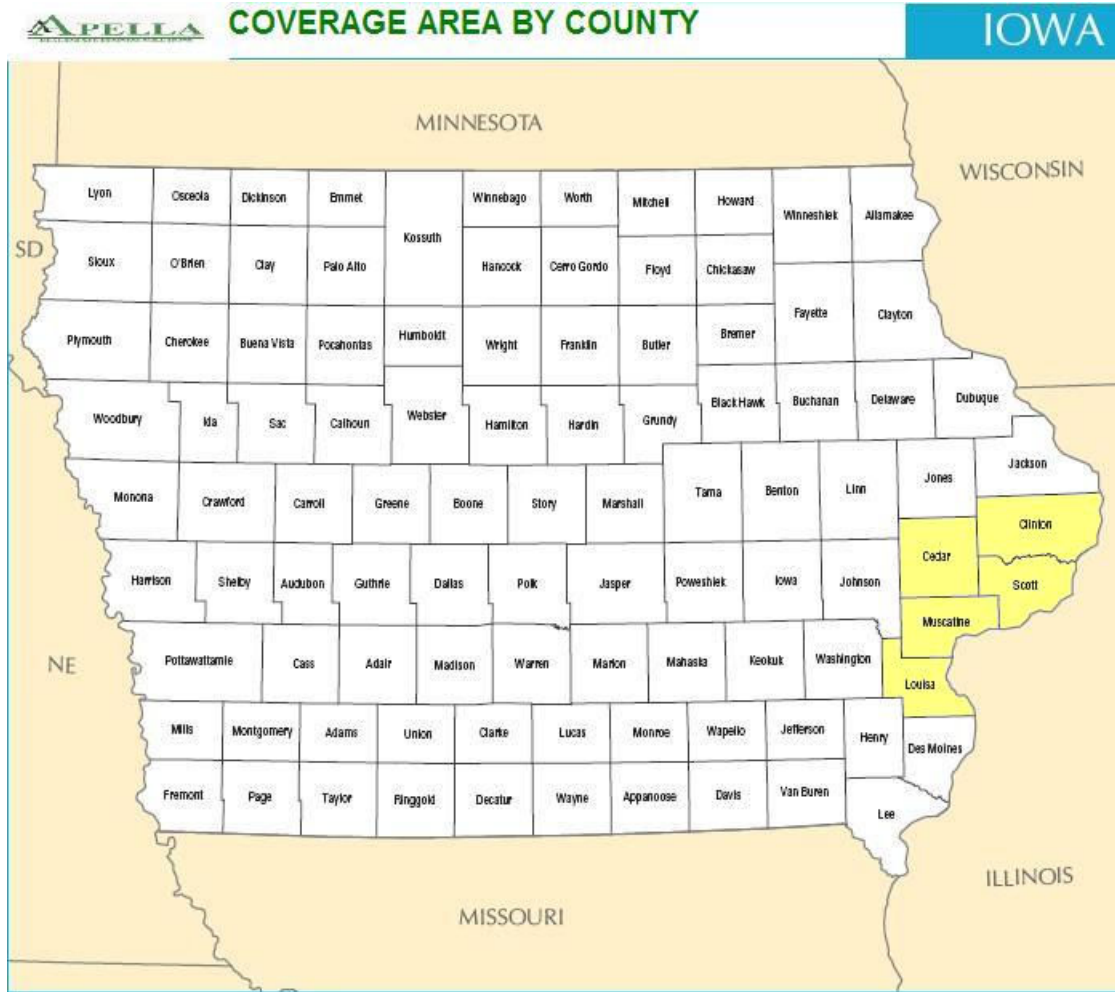 APELLA
COVERAGE AREA BY COUNTY
IOWA
MINNESOTA
WISCONSIN
SD
NE
MISSOURI
ILLINOIS
Lyon
Osceola
Dickinson
Emmet
Kossuth
Winnebago
Worth
Mitchell
Howard
Winneshiek
Allamakee
Sioux
O'Brien
Clay
Palo Alto
Hancock
Cerro Gordo
Floyd
Chickasaw
Fayette
Clayton
Plymouth
Cherokee
Buena Vista
Pocahontas
Humboldt
Wright
Franklin
Butler
Bremer
Woodbury
Ida
Sac
Calhoun
Webster
Hamilton
Hardin
Grundy
Black Hawk
Buchanan
Delaware
Dubuque
Monona
Crawford
Carroll
Greene
Boone
Story
Marshall
Tama
Benton
Linn
Jones
Jackson
Clinton
Cedar
Scott
Harrison
Shelby
Audubon
Guthrie
Dallas
Polk
Jasper
Poweshiek
Iowa
Johnson
Muscatine
Pottawattamie
Cass
Adair
Madison
Warren
Marion
Mahaska
Keokuk
Washington
Louisa
Mills
Montgomery
Adams
Union
Clarke
Lucas
Monroe
Wapello
Jefferson
Henry
Des Moines
Fremont
Page
Taylor
Ringgold
Decatur
Wayne
Appanoose
Davis
Van Buren
Lee